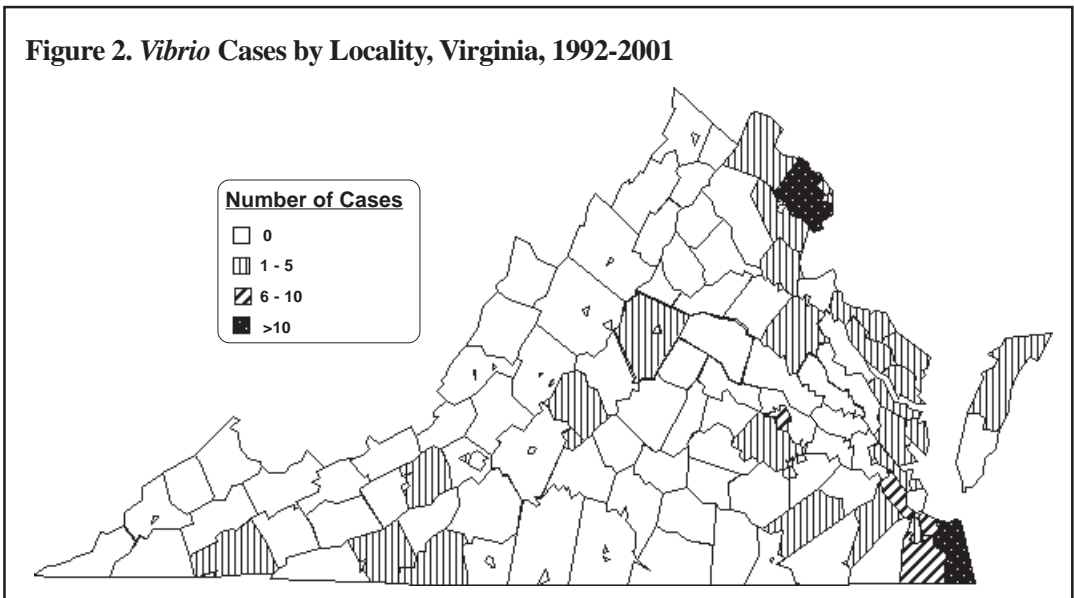 Figure 2. Vibrio Cases by Locality, Virginia, 1992-2001
Number of Cases
0
1 - 5
6 - 10
>10